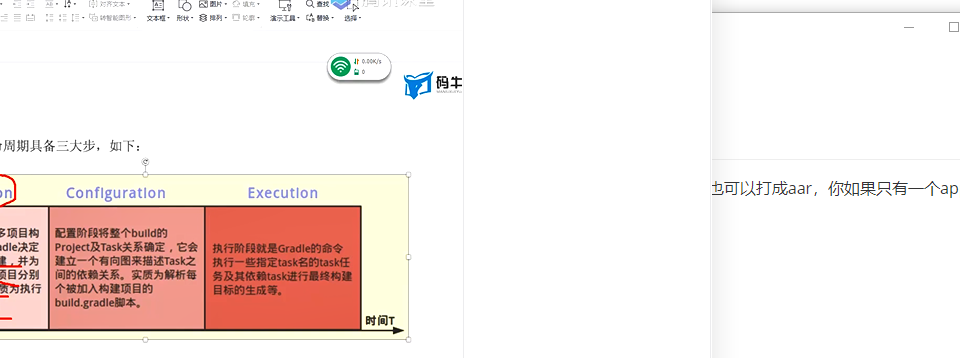 对齐文本
图片
填充
查找
转智能图形
文本框
形状
排列
轮廓
演示工具
替换
选择
0.00K/s
0
码牛
周期具备三大步，如下：
on
Configuration
Execution
多项目构
adle决定
建，并为
项目分别
质为执行
配置阶段将整个build的
Project及Task关系确定，它会
建立一个有向图来描述Task之
间的依赖关系。实质为解析每
个被加入构建项目的
build.gradle脚本。
执行阶段就是Gradle的命令
执行一些指定task名的task任
务及其依赖task进行最终构建
目标的生成等。
时间T
也可以打成aar，你如果只有一个ap